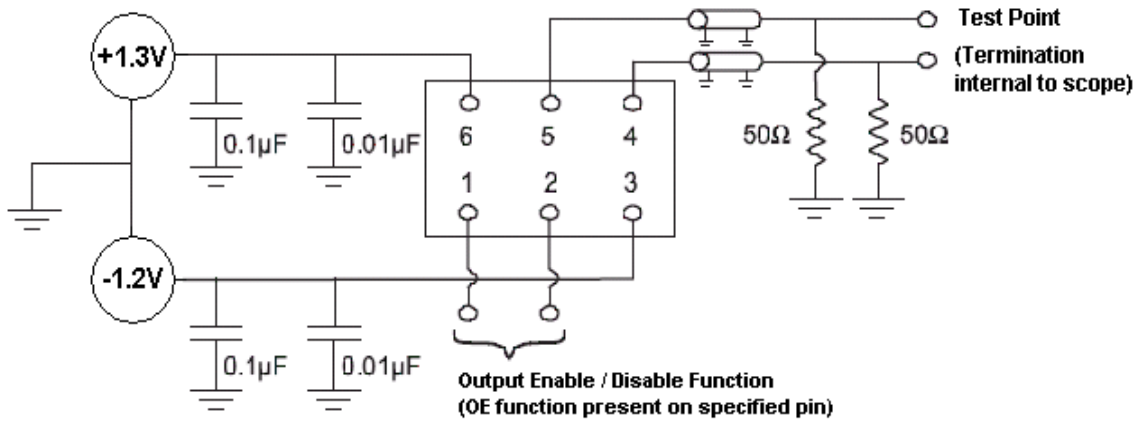 Test Point
+1.3V
(Termination
internal to scope)
0.1µF
0.01µF
6
5
4
50Ω
50Ω
1
2
3
-1.2V
0.1µF
0.01µF
Output Enable / Disable Function
(OE function present on specified pin)